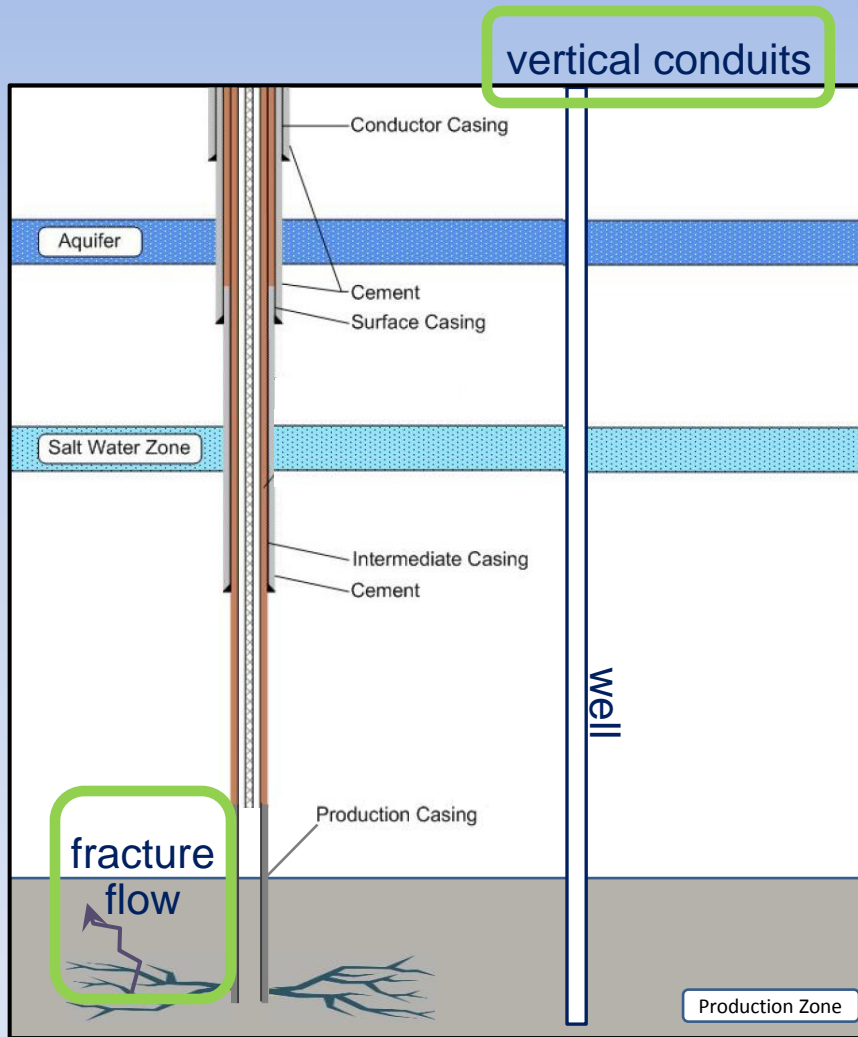 vertical conduits
Conductor Casing
Aquifer
Cement
Surface Casing
Salt Water Zone
Intermediate Casing
Cement
well
Production Casing
fracture
flow
Production Zone